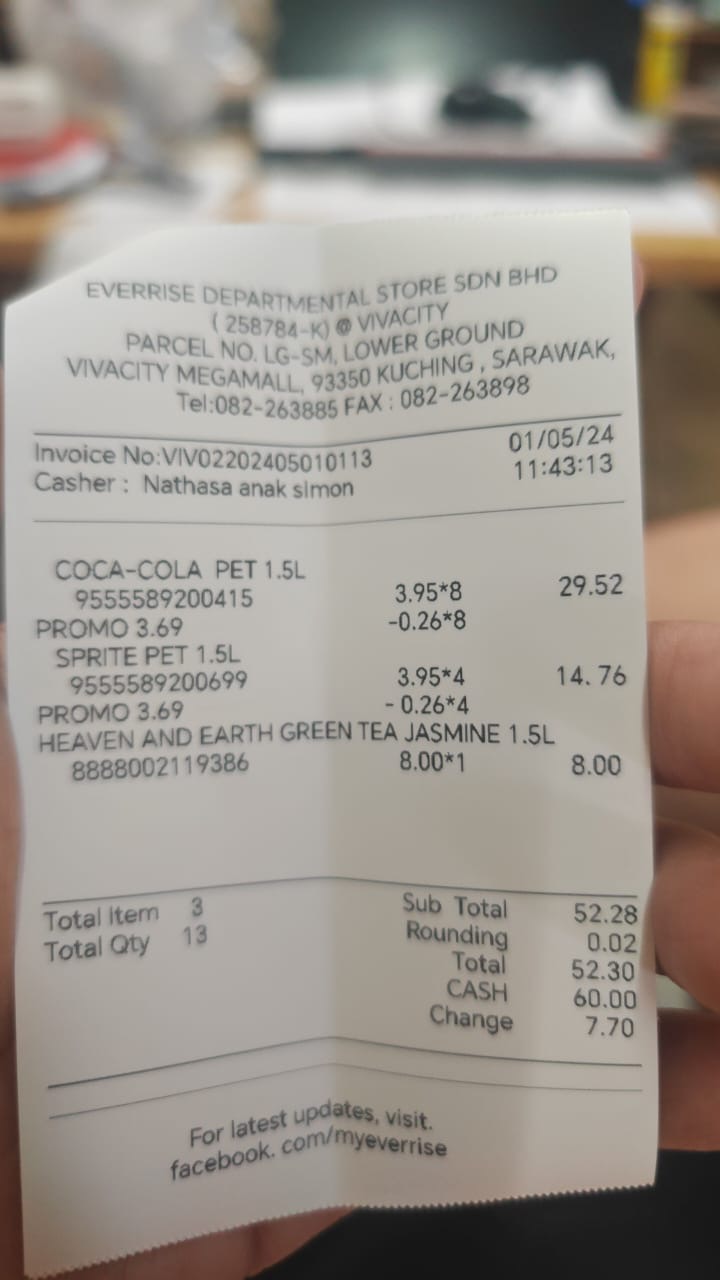 EVERRISE DEPARTMENTAL STORE SDN BHD
( 258784-K) @ VIVACITY
PARCEL NO. LG-SM, LOWER GROUND
VIVACITY MEGAMALL, 93350 KUCHING , SARAWAK,
Tel:082-263885 FAX : 082-263898
Invoice No:VIV02202405010113 01/05/24
Casher : Nathasa anak simon 11:43:13
COCA-COLA PET 1.5L
9555589200415 3.95*8 29.52
PROMO 3.69 -0.26*8
SPRITE PET 1.5L
9555589200699 3.95*4 14. 76
PROMO 3.69 - 0.26*4
HEAVEN AND EARTH GREEN TEA JASMINE 1.5L
8888002119386 8.00*1 8.00
Total Item 3 Sub Total 52.28
Total Qty 13 Rounding 0.02
Total 52.30
CASH 60.00
Change 7.70
For latest updates, visit.
facebook. com/myeverrise